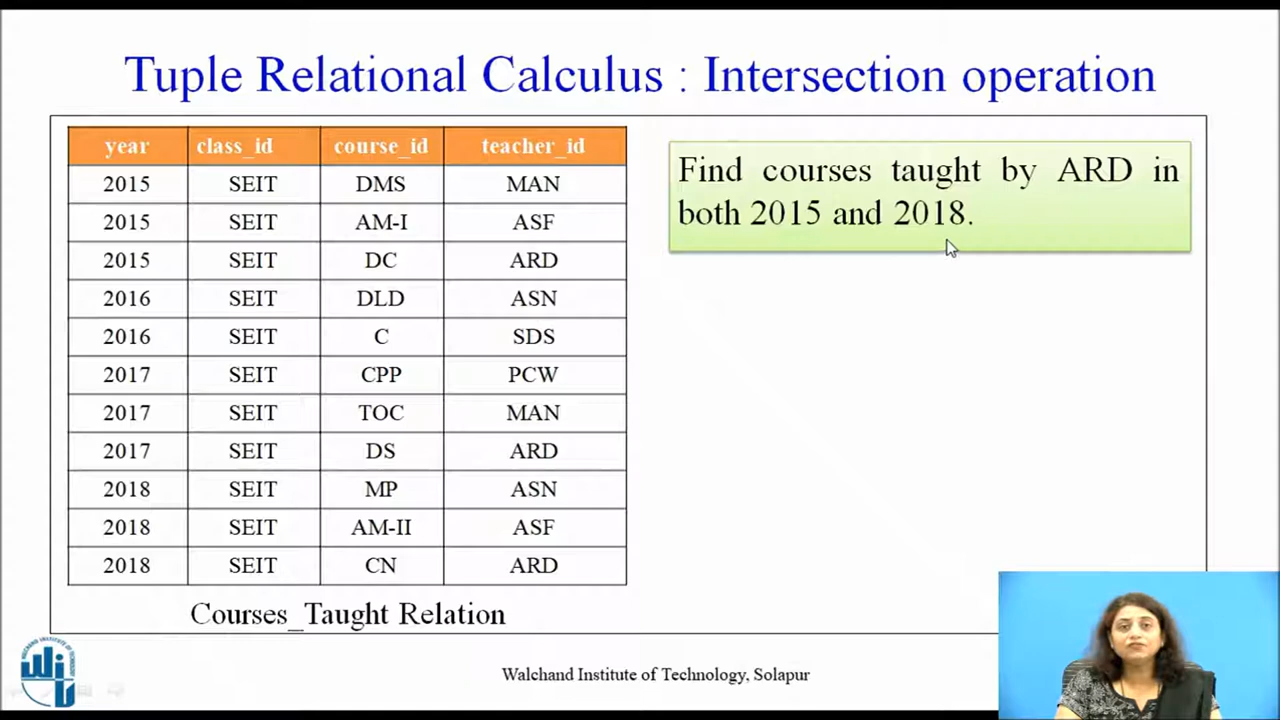 Tuple Relational Calculus : Intersection operation
year class_id course_id teacher_id
2015 SEIT DMS MAN
2015 SEIT AM-I ASF
2015 SEIT DC ARD
2016 SEIT DLD ASN
2016 SEIT C SDS
2017 SEIT CPP PCW
2017 SEIT TOC MAN
2017 SEIT DS ARD
2018 SEIT MP ASN
2018 SEIT AM-II ASF
2018 SEIT CN ARD
Courses_Taught Relation
Find courses taught by ARD in
both 2015 and 2018.
Walchand Institute of Technology, Solapur